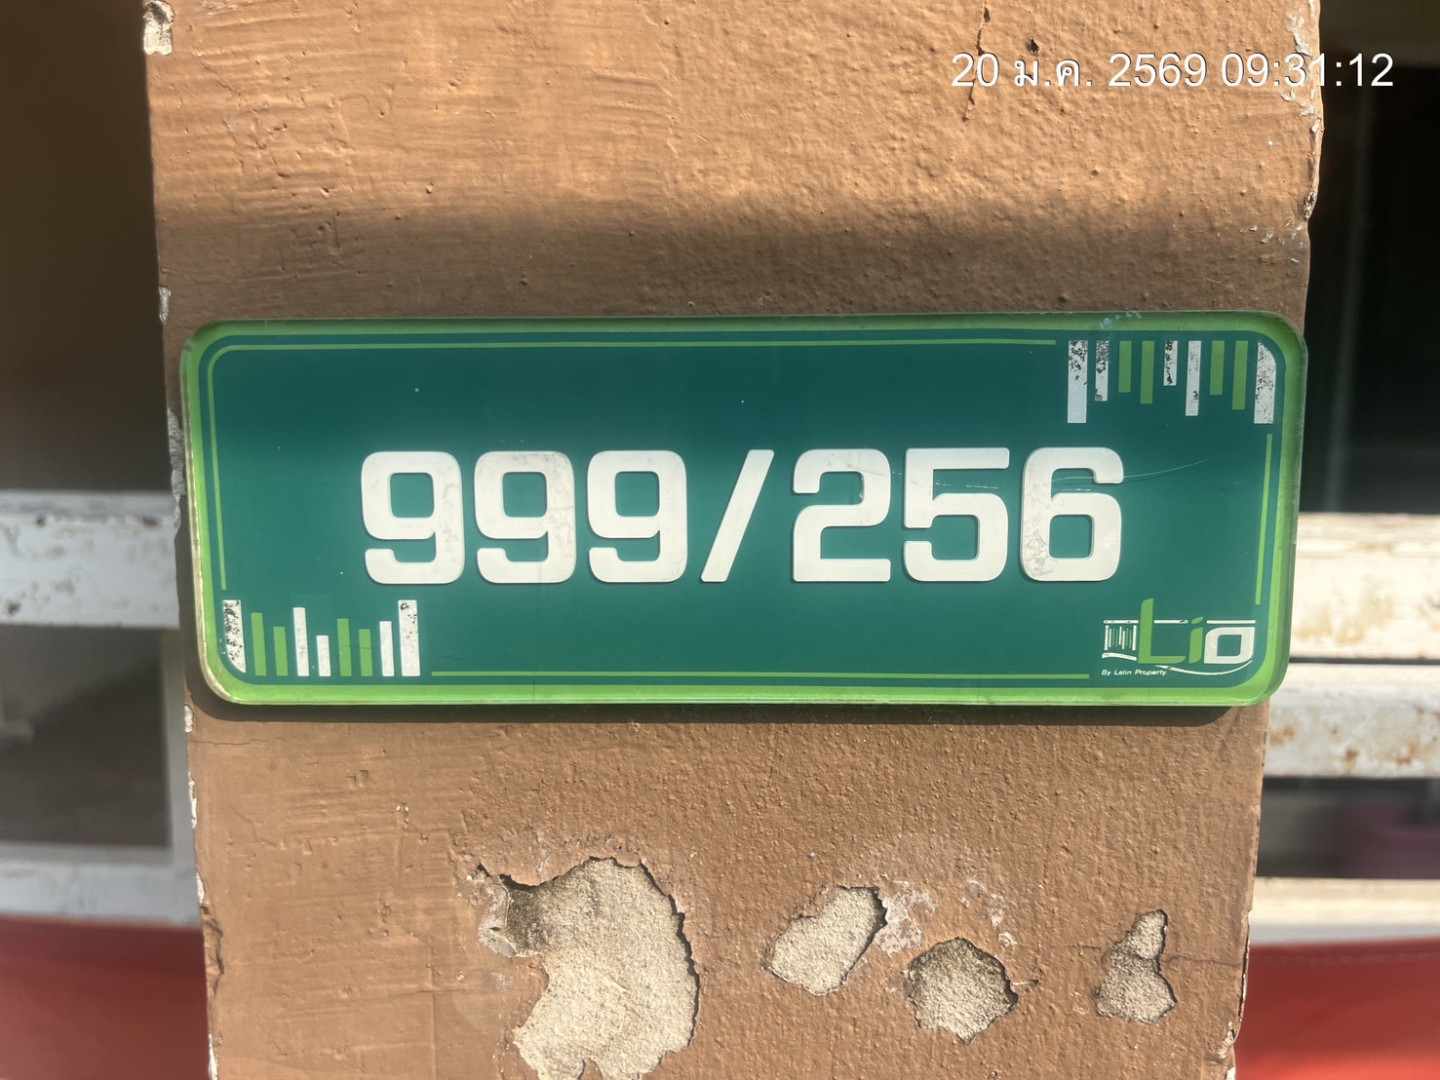 20 ม.ค. 2569 09:31:12
999/256
Lio
By Lalin Property